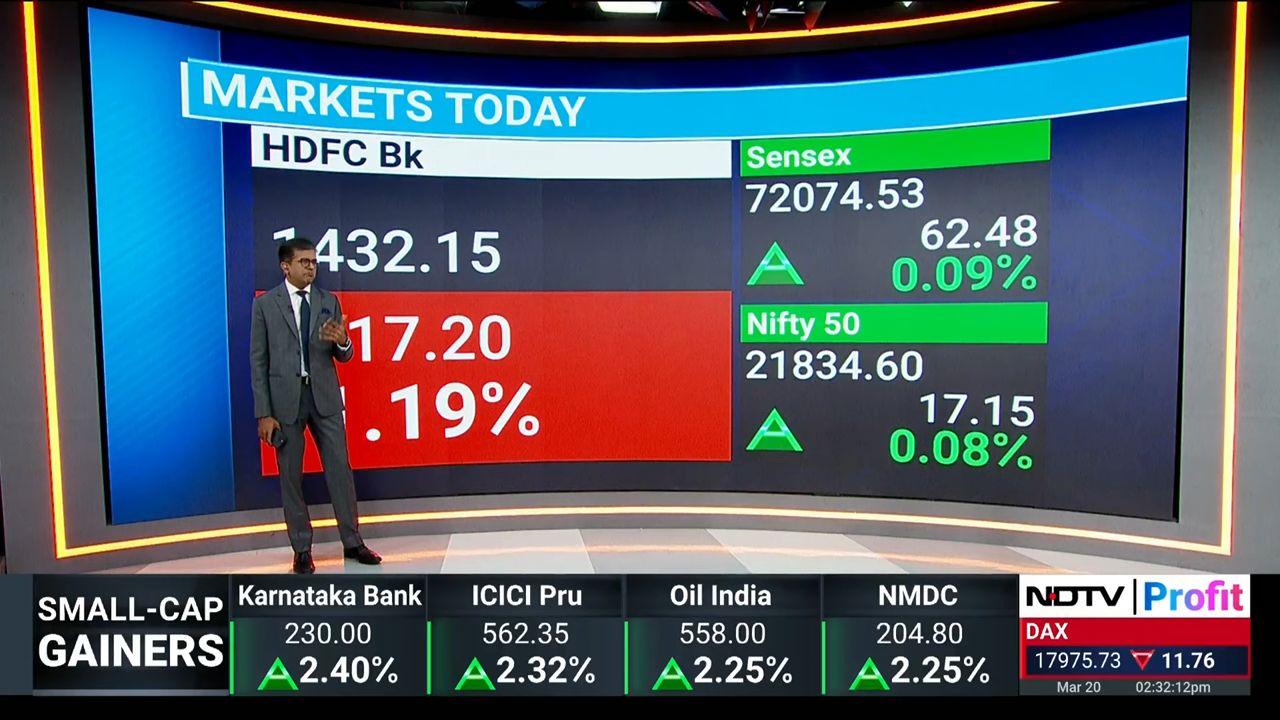 MARKETS TODAY
HDFC Bk
1432.15
17.20
.19%
Sensex
72074.53
62.48
0.09%
Nifty 50
21834.60
17.15
0.08%
SMALL-CAP
GAINERS
Karnataka Bank
230.00
2.40%
ICICI Pru
562.35
2.32%
Oil India
558.00
2.25%
NMDC
204.80
2.25%
NDTV Profit
DAX
17975.73 11.76
Mar 20 02:32:12pm